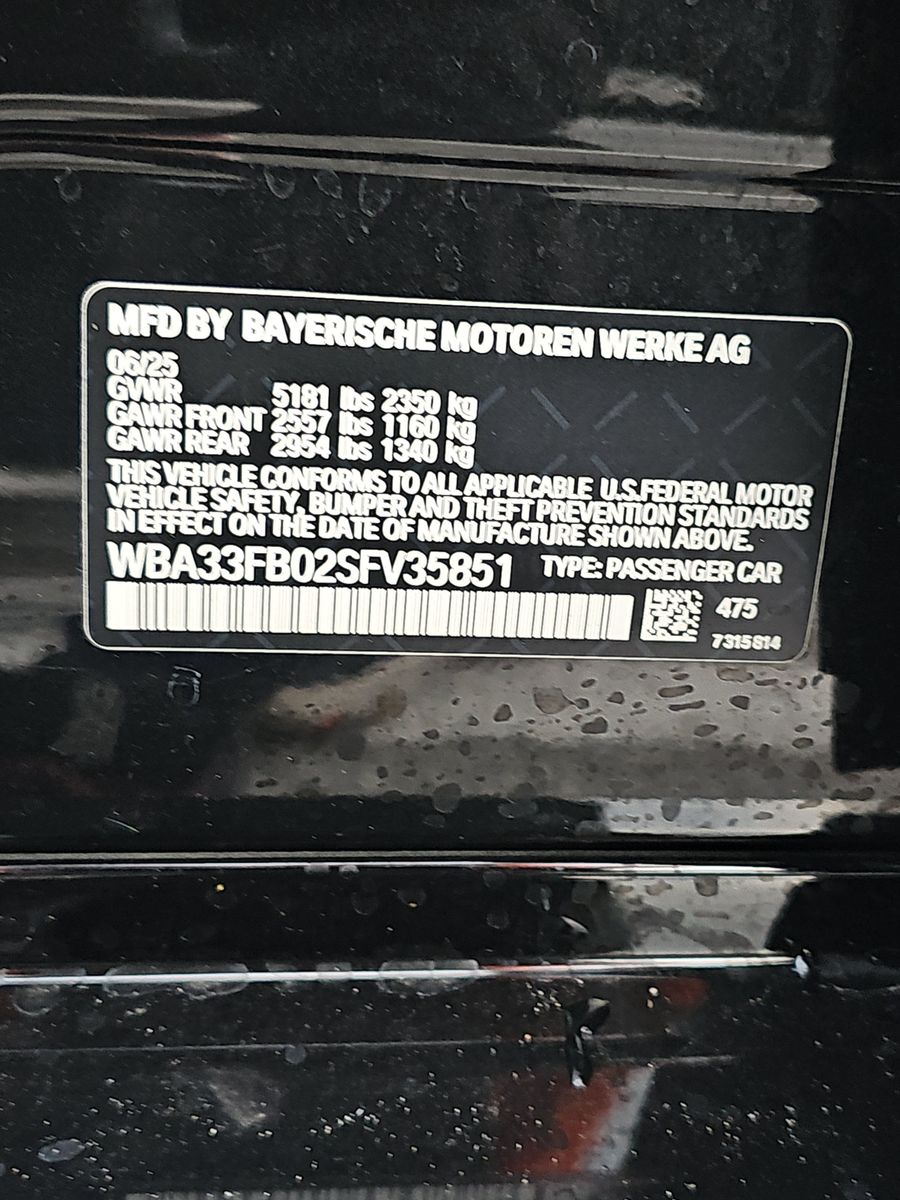 MFD BY BAYERISCHE MOTOREN WERKE AG
06/25
GVWR 5181 lbs 2350 kg
GAWR FRONT 2557 lbs 1160 kg
GAWR REAR 2954 lbs 1340 kg
THIS VEHICLE CONFORMS TO ALL APPLICABLE U.S.FEDERAL MOTOR
VEHICLE SAFETY, BUMPER AND THEFT PREVENTION STANDARDS
IN EFFECT ON THE DATE OF MANUFACTURE SHOWN ABOVE.
WBA33FB02SFV35851 TYPE: PASSENGER CAR
475
7315814